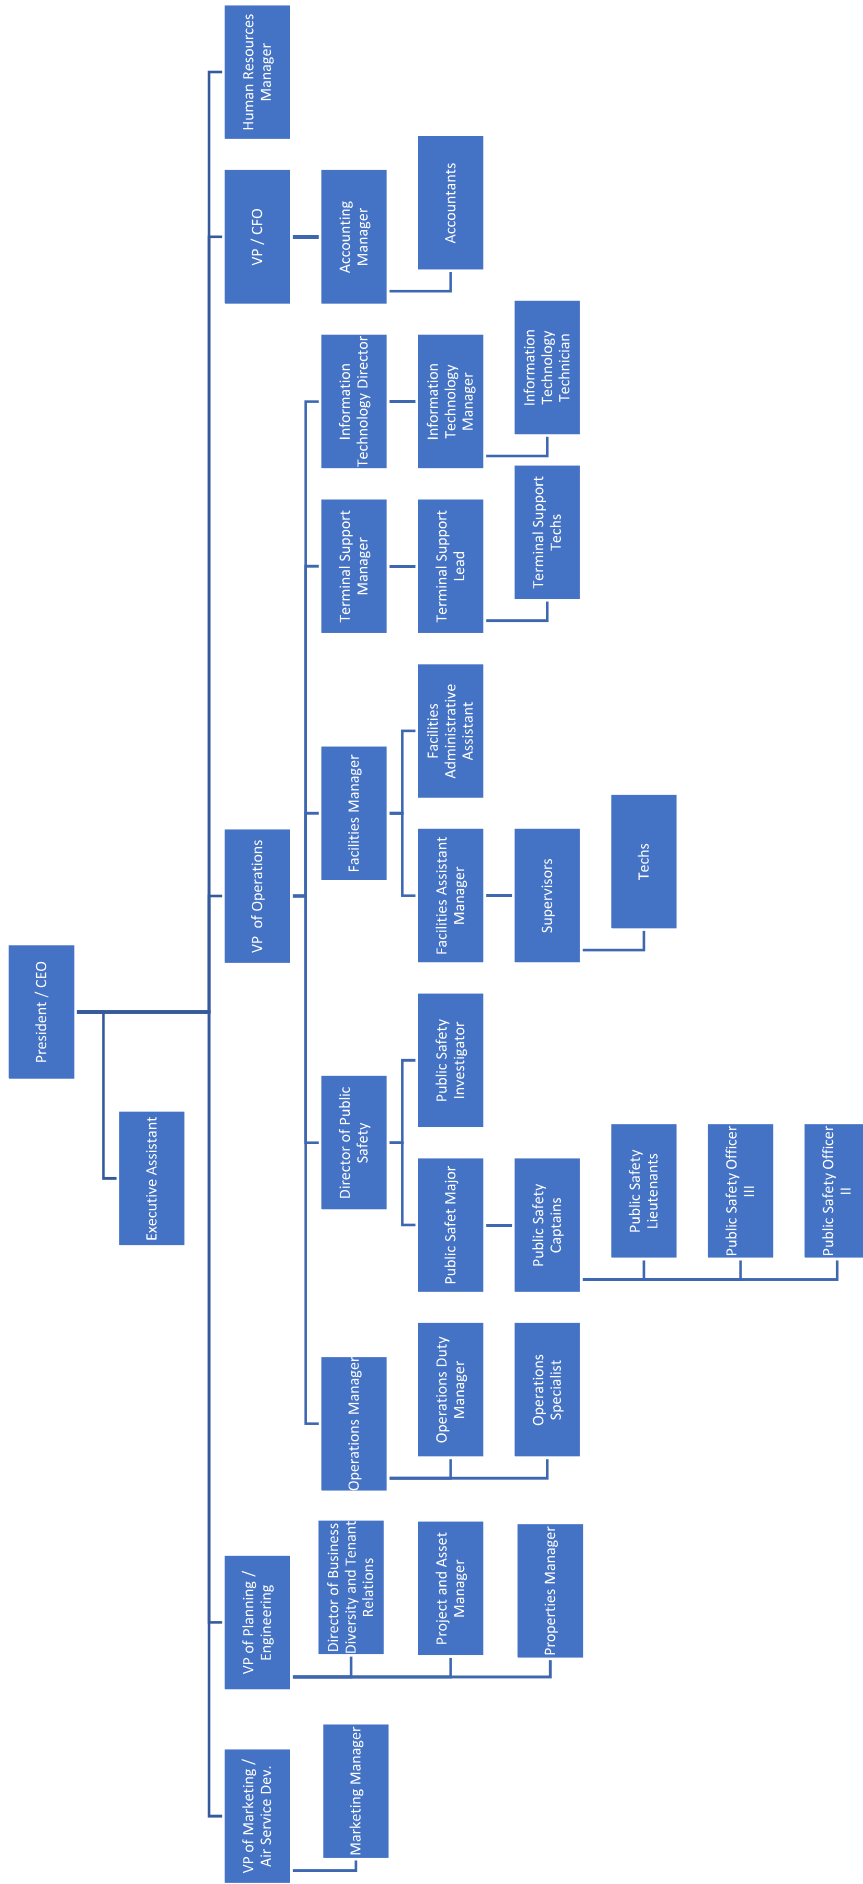 President / CEO
Executive Assistant
VP of Marketing /
Air Service Dev.
Marketing Manager
VP of Planning /
Engineering
Director of Business
Diversity and Tenant
Relations
Project and Asset
Manager
Properties Manager
VP of Operations
Operations Manager
Operations Duty
Manager
Operations
Specialist
Director of Public
Safety
Public Safet Major
Public Safety
Captains
Public Safety
Lieutenants
Public Safety Officer
III
Public Safety Officer
II
Public Safety
Investigator
Facilities Manager
Facilities Assistant
Manager
Supervisors
Techs
Facilities
Administrative
Assistant
Terminal Support
Manager
Terminal Support
Lead
Terminal Support
Techs
Information
Technology Director
Information
Technology
Manager
Information
Technology
Technician
VP / CFO
Accounting
Manager
Accountants
Human Resources
Manager